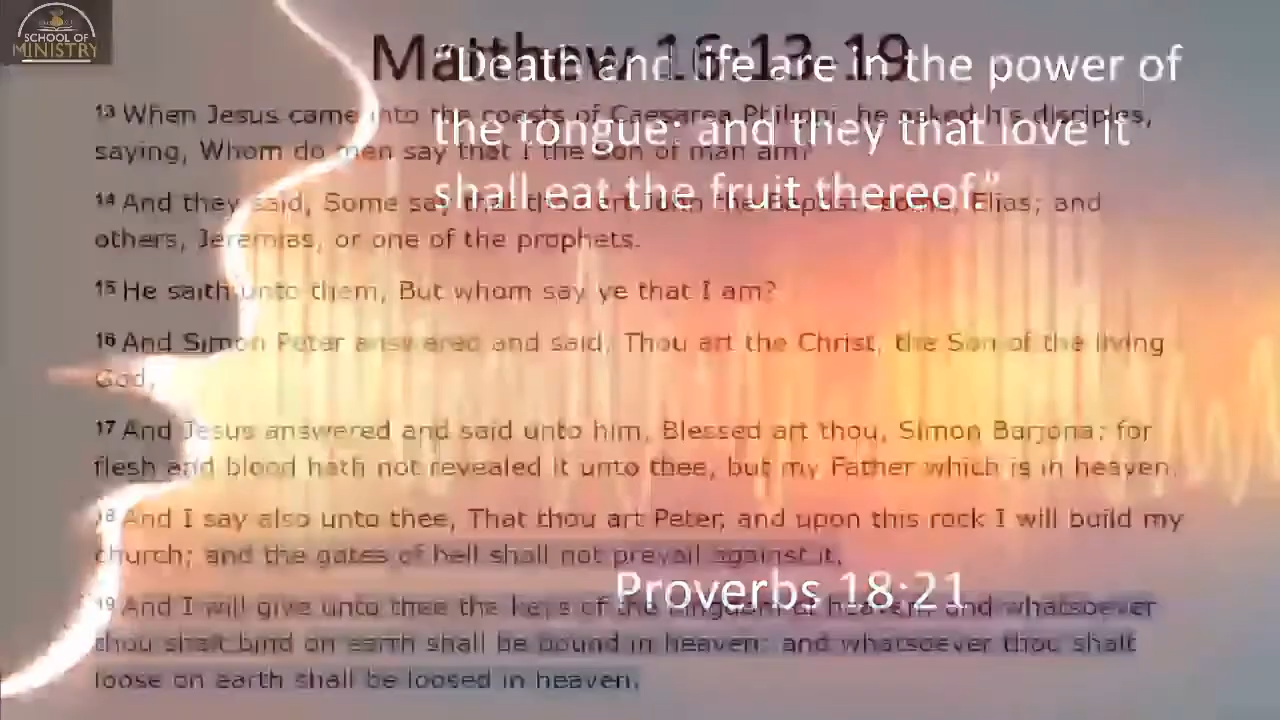 SCHOOL OF
MINISTRY
Matthew 16:13-19
"Death and life are in the power of
the tongue: and they that love it
shall eat the fruit thereof."
13 When Jesus came into the coasts of Caesarea Philippi, he asked his disciples,
saying, Whom do men say that I the Son of man am?
14 And they said, Some say that thou art John the Baptist: some, Elias; and
others, Jeremias, or one of the prophets.
15 He saith unto them, But whom say ye that I am?
16 And Simon Peter answered and said, Thou art the Christ, the Son of the living
God.
17 And Jesus answered and said unto him, Blessed art thou, Simon Barjona: for
flesh and blood hath not revealed it unto thee, but my Father which is in heaven.
18 And I say also unto thee, That thou art Peter, and upon this rock I will build my
church; and the gates of hell shall not prevail against it.
Proverbs 18:21
19 And I will give unto thee the keys of the kingdom of heaven: and whatsoever
thou shalt bind on earth shall be bound in heaven: and whatsoever thou shalt
loose on earth shall be loosed in heaven.